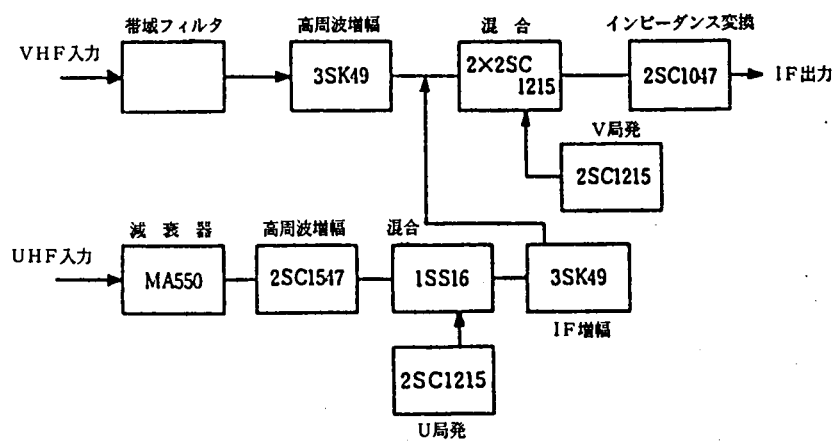 帯域フィルタ
高周波増幅
混合
インピーダンス変換
VHF入力
3SK49
2×2SC
1215
2SC1047
IF出力
V局発
2SC1215
減衰器
高周波増幅
混合
UHF入力
MA550
2SC1547
1SS16
3SK49
IF増幅
2SC1215
U局発